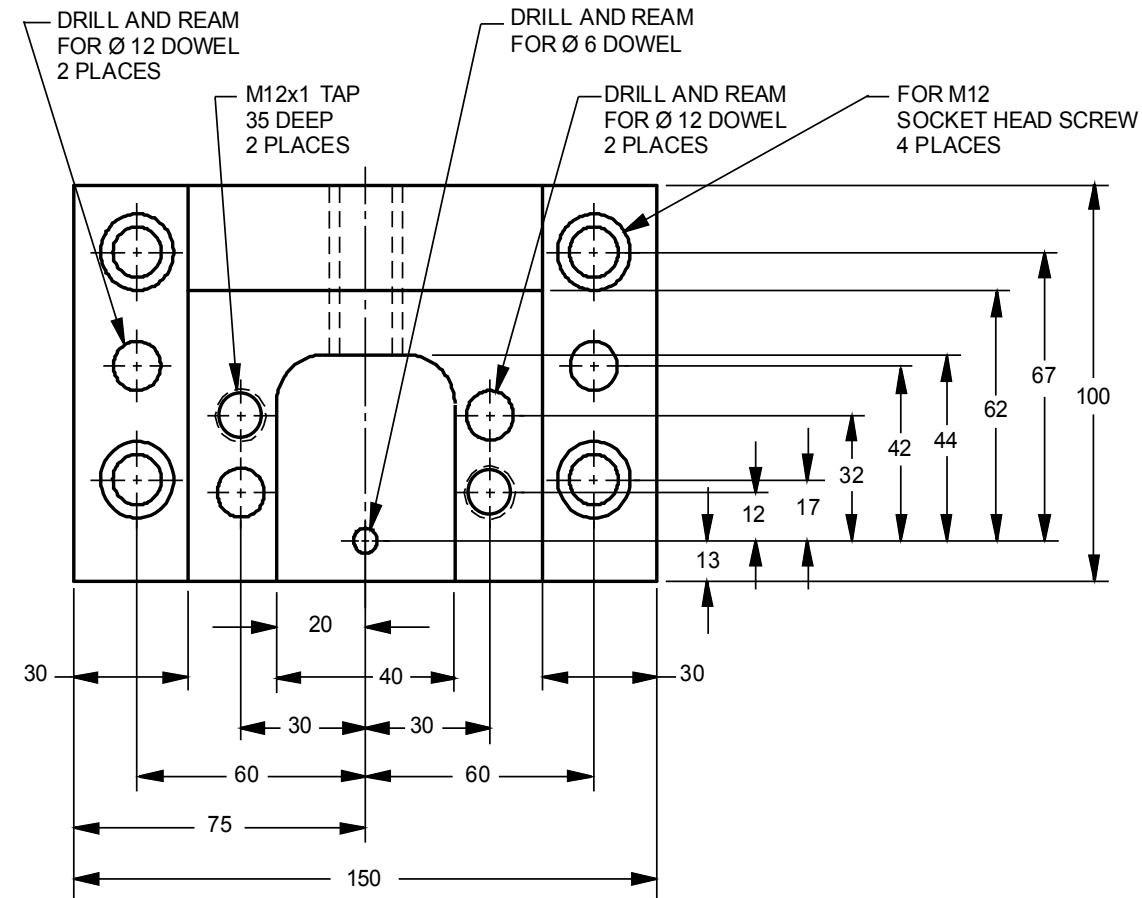 DRILL AND REAM
FOR Ø 12 DOWEL
2 PLACES
DRILL AND REAM
FOR Ø 6 DOWEL
M12x1 TAP
35 DEEP
2 PLACES
DRILL AND REAM
FOR Ø 12 DOWEL
2 PLACES
FOR M12
SOCKET HEAD SCREW
4 PLACES
67
100
62
44
42
32
17
12
13
20
30
40
30
30
30
60
60
75
150